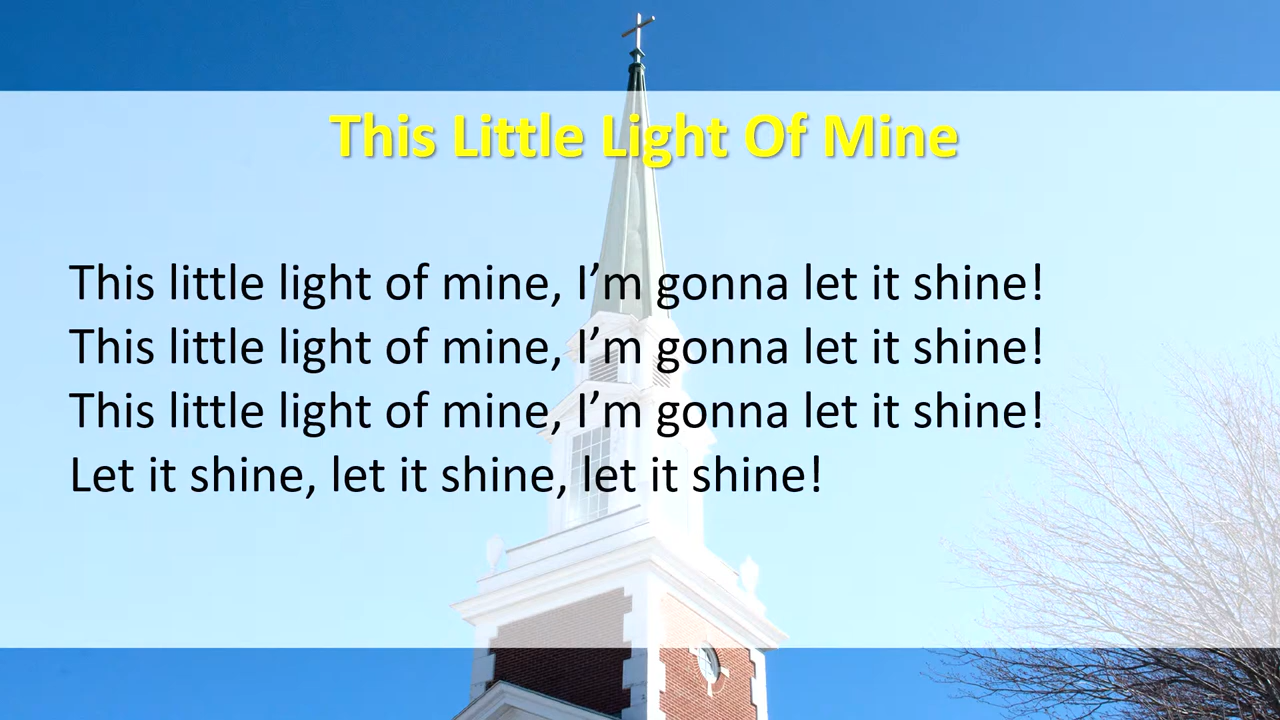 This Little Light Of Mine
This little light of mine, I’m gonna let it shine!
This little light of mine, I’m gonna let it shine!
This little light of mine, I’m gonna let it shine!
Let it shine, let it shine, let it shine!